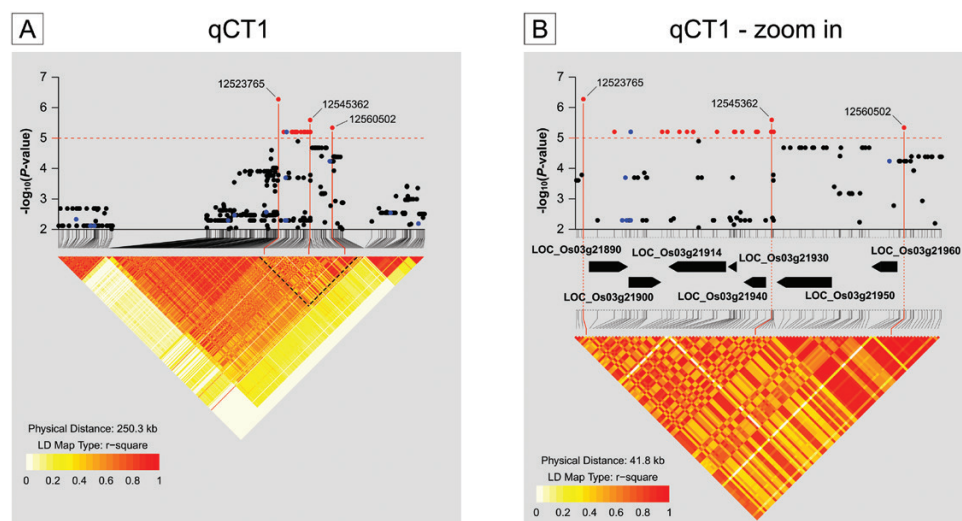 A
qCT1
7
6
5
4
3
2
-log10(P-value)
12523765
12545362
12560502
Physical Distance: 250.3 kb
LD Map Type: r-square
0 0.2 0.4 0.6 0.8 1
B
qCT1 - zoom in
7
6
5
4
3
2
-log10(P-value)
12523765
12545362
12560502
LOC_Os03g21890
LOC_Os03g21914
LOC_Os03g21930
LOC_Os03g21960
LOC_Os03g21900
LOC_Os03g21940
LOC_Os03g21950
Physical Distance: 41.8 kb
LD Map Type: r-square
0 0.2 0.4 0.6 0.8 1